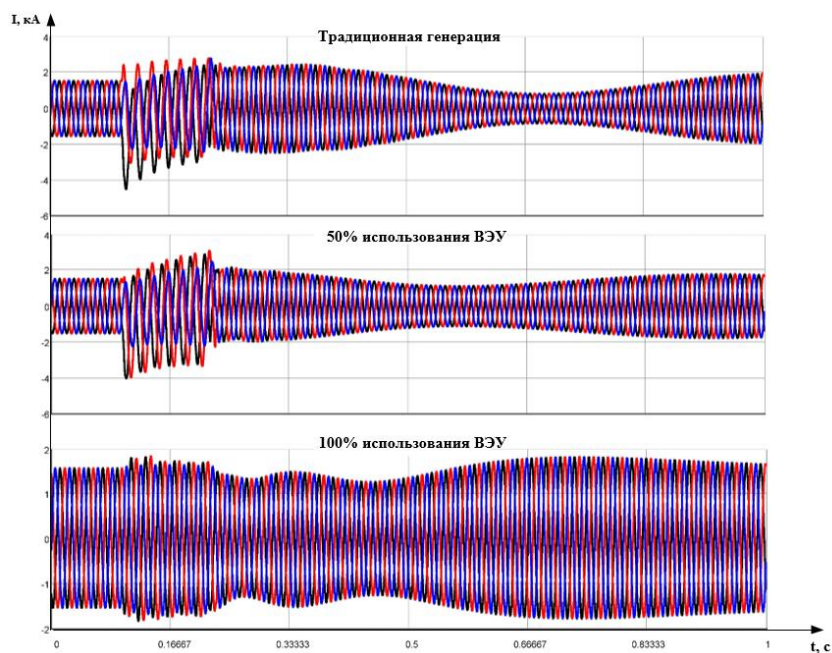 I, кА
Традиционная генерация
4
2
0
-2
-4
-6
50% использования ВЭУ
4
2
0
-2
-4
-6
100% использования ВЭУ
2
1
0
-1
-2
0 0.16667 0.33333 0.5 0.66667 0.83333 1
t, с